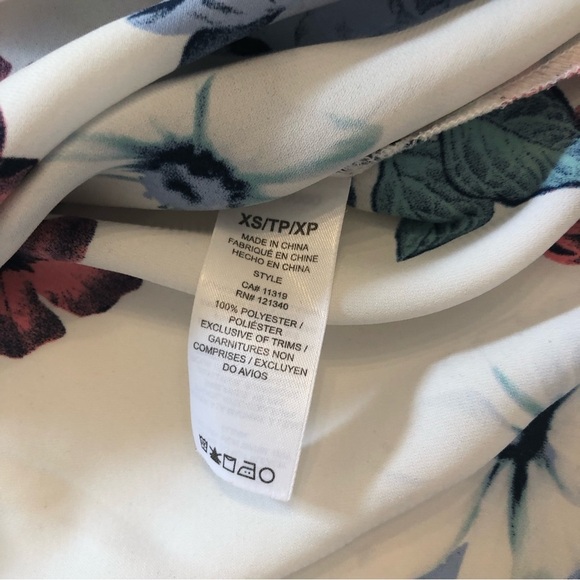 XS/TP/XP
MADE IN CHINA
FABRIQUÉ EN CHINE
HECHO EN CHINA
STYLE
CA# 11319
RN# 121340
100% POLYESTER /
POLIÉSTER
EXCLUSIVE OF TRIMS /
GARNITURES NON
COMPRISES / EXCLUYEN
DO AVIOS